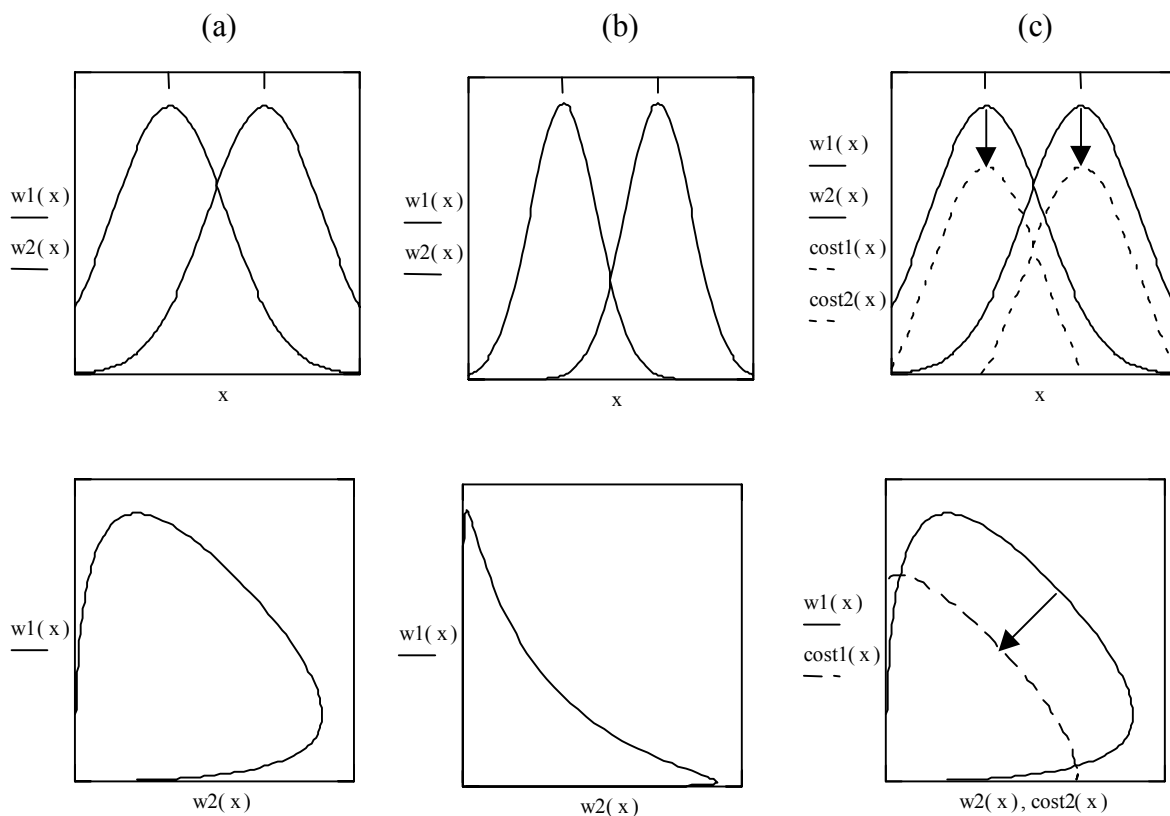 (a)
(b)
(c)
w1( x )
w2( x )
x
w1( x )
w2( x )
x
w1( x )
w2( x )
cost1( x )
cost2( x )
x
w1( x )
w2( x )
w1( x )
w2( x )
w1( x )
cost1( x )
w2( x ) , cost2( x )